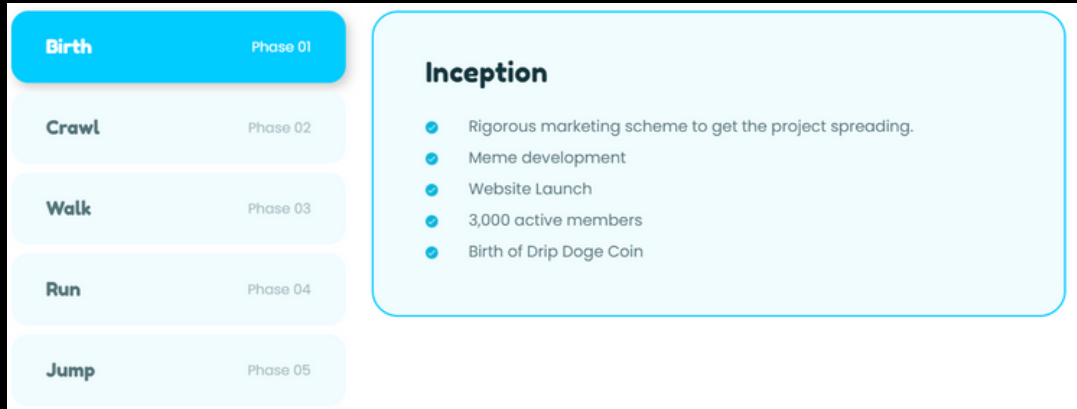 Birth Phase 01
Crawl Phase 02
Walk Phase 03
Run Phase 04
Jump Phase 05
Inception
Rigorous marketing scheme to get the project spreading.
Meme development
Website Launch
3,000 active members
Birth of Drip Doge Coin